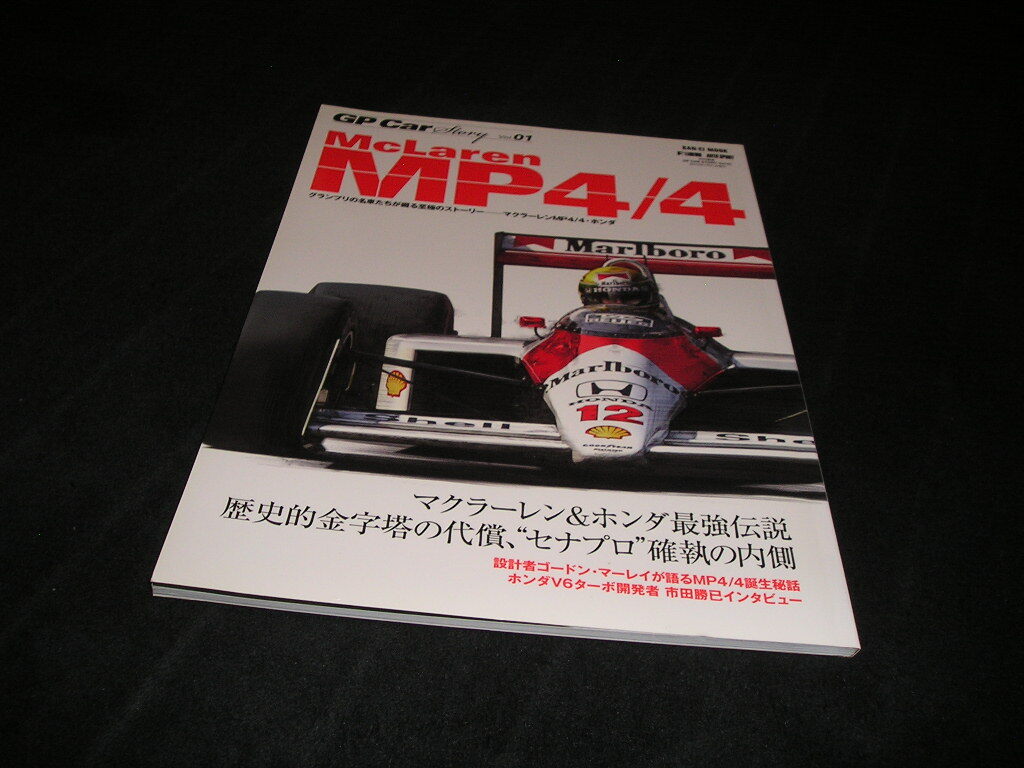 GP Car Story Vol.01
SAN-EI MOOK
McLaren
MP4/4
グランプリの名車たちが綴る至極のストーリー——マクラーレンMP4/4・ホンダ
Marlboro
HONDA
Marlboro
HONDA
12
Shell
Shell
GOODYEAR
マクラーレン&ホンダ最強伝説
歴史的金字塔の代償、“セナプロ”確執の内側
設計者ゴードン・マーレイが語るMP4/4誕生秘話
ホンダV6ターボ開発者 市田勝已インタビュー